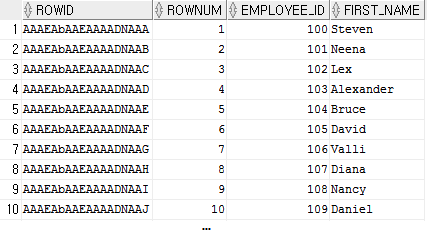 ROWID ROWNUM EMPLOYEE_ID FIRST_NAME
1 AAAEAbAAEAAAADNAAA 1 100 Steven
2 AAAEAbAAEAAAADNAAB 2 101 Neena
3 AAAEAbAAEAAAADNAAC 3 102 Lex
4 AAAEAbAAEAAAADNAAD 4 103 Alexander
5 AAAEAbAAEAAAADNAAE 5 104 Bruce
6 AAAEAbAAEAAAADNAAF 6 105 David
7 AAAEAbAAEAAAADNAAG 7 106 Valli
8 AAAEAbAAEAAAADNAAH 8 107 Diana
9 AAAEAbAAEAAAADNAAI 9 108 Nancy
10 AAAEAbAAEAAAADNAAJ 10 109 Daniel
...